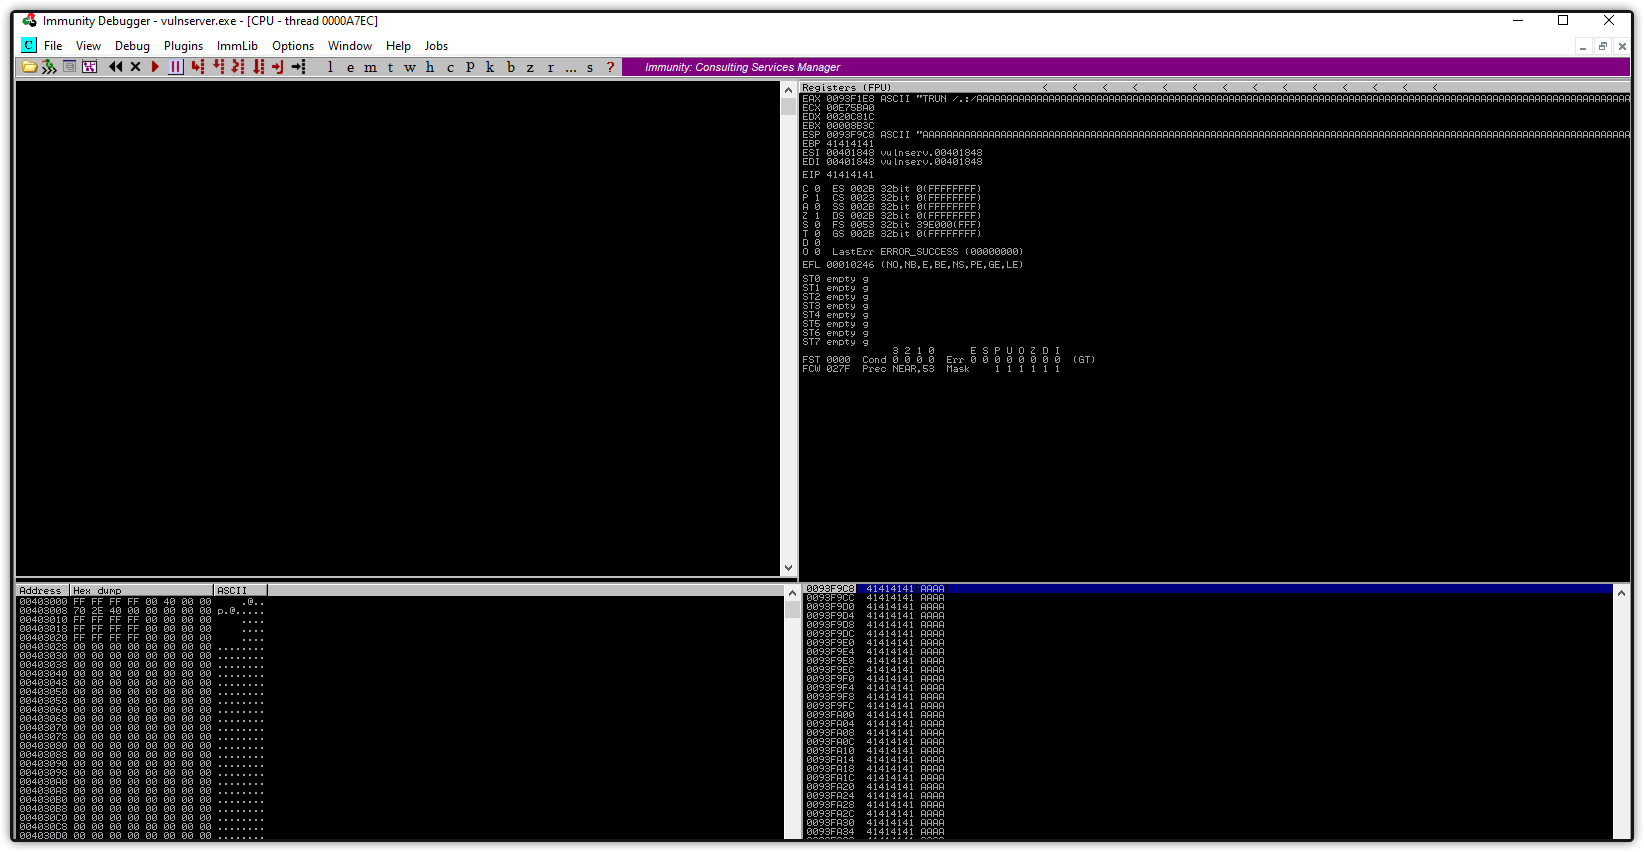 Immunity Debugger - vulnserver.exe - [CPU - thread 0000A7EC]
C File View Debug Plugins ImmLib Options Window Help Jobs
l e m t w h c P k b z r ... s ? Immunity: Consulting Services Manager
Registers (FPU) < < < < < < < < < < < < < <
EAX 0093F1E8 ASCII "TRUN /.:/
ECX 00E75BA0
EDX 0020C81C
EBX 00008B3C
ESP 0093F9C8 ASCII "
EBP 41414141
ESI 00401848 vulnserv.00401848
EDI 00401848 vulnserv.00401848
EIP 41414141
C 0 ES 002B 32bit 0(FFFFFFFF)
P 1 CS 0023 32bit 0(FFFFFFFF)
A 0 SS 002B 32bit 0(FFFFFFFF)
Z 1 DS 002B 32bit 0(FFFFFFFF)
S 0 FS 0053 32bit 39E000(FFF)
T 0 GS 002B 32bit 0(FFFFFFFF)
D 0
O 0 LastErr ERROR_SUCCESS (00000000)
EFL 00010246 (NO,NB,E,BE,NS,PE,GE,LE)
ST0 empty g
ST1 empty g
ST2 empty g
ST3 empty g
ST4 empty g
ST5 empty g
ST6 empty g
ST7 empty g
3 2 1 0 E S P U O Z D I
FST 0000 Cond 0 0 0 0 Err 0 0 0 0 0 0 0 0 (GT)
FCW 027F Prec NEAR,53 Mask 1 1 1 1 1 1
Address Hex dump ASCII
00403000 FF FF FF FF 00 40 00 00 .@..
00403008 70 2E 40 00 00 00 00 00 p.@.....
00403010 FF FF FF FF 00 00 00 00 ....
00403018 FF FF FF FF 00 00 00 00 ....
00403020 FF FF FF FF 00 00 00 00 ....
00403028 00 00 00 00 00 00 00 00 ........
00403030 00 00 00 00 00 00 00 00 ........
00403038 00 00 00 00 00 00 00 00 ........
00403040 00 00 00 00 00 00 00 00 ........
00403048 00 00 00 00 00 00 00 00 ........
00403050 00 00 00 00 00 00 00 00 ........
00403058 00 00 00 00 00 00 00 00 ........
00403060 00 00 00 00 00 00 00 00 ........
00403068 00 00 00 00 00 00 00 00 ........
00403070 00 00 00 00 00 00 00 00 ........
00403078 00 00 00 00 00 00 00 00 ........
00403080 00 00 00 00 00 00 00 00 ........
00403088 00 00 00 00 00 00 00 00 ........
00403090 00 00 00 00 00 00 00 00 ........
00403098 00 00 00 00 00 00 00 00 ........
004030A0 00 00 00 00 00 00 00 00 ........
004030A8 00 00 00 00 00 00 00 00 ........
004030B0 00 00 00 00 00 00 00 00 ........
004030B8 00 00 00 00 00 00 00 00 ........
004030C0 00 00 00 00 00 00 00 00 ........
004030C8 00 00 00 00 00 00 00 00 ........
004030D0 00 00 00 00 00 00 00 00 ........
0093F9C8 41414141 AAAA
0093F9CC 41414141 AAAA
0093F9D0 41414141 AAAA
0093F9D4 41414141 AAAA
0093F9D8 41414141 AAAA
0093F9DC 41414141 AAAA
0093F9E0 41414141 AAAA
0093F9E4 41414141 AAAA
0093F9E8 41414141 AAAA
0093F9EC 41414141 AAAA
0093F9F0 41414141 AAAA
0093F9F4 41414141 AAAA
0093F9F8 41414141 AAAA
0093F9FC 41414141 AAAA
0093FA00 41414141 AAAA
0093FA04 41414141 AAAA
0093FA08 41414141 AAAA
0093FA0C 41414141 AAAA
0093FA10 41414141 AAAA
0093FA14 41414141 AAAA
0093FA18 41414141 AAAA
0093FA1C 41414141 AAAA
0093FA20 41414141 AAAA
0093FA24 41414141 AAAA
0093FA28 41414141 AAAA
0093FA2C 41414141 AAAA
0093FA30 41414141 AAAA
0093FA34 41414141 AAAA